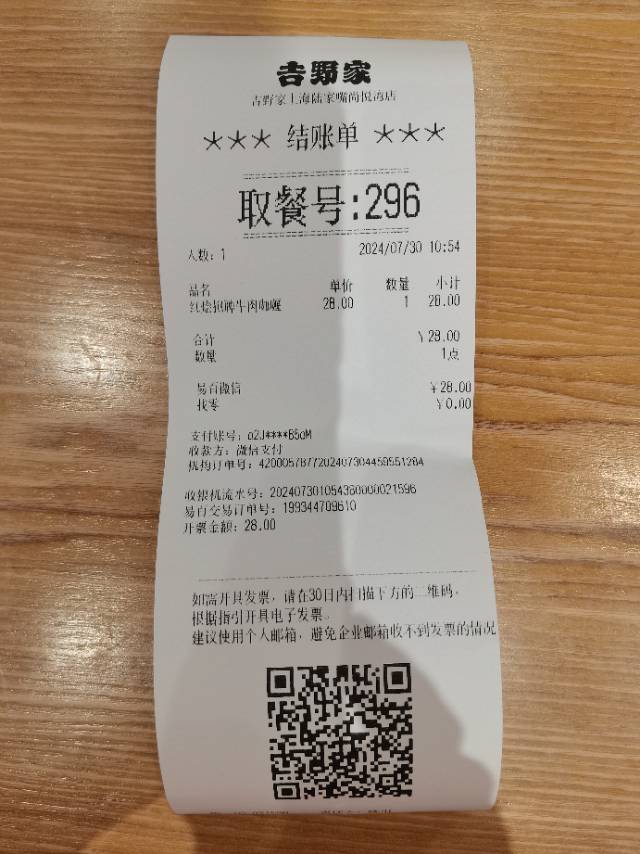 吉野家
吉野家上海陆家嘴尚悦湾店
*** 结账单 ***
取餐号:296
人数: 1 2024/07/30 10:54
品名 单价 数量 小计
红烩招牌牛肉咖喱 28.00 1 28.00
合计 ¥28.00
数量 1点
易百微信 ¥28.00
找零 ¥0.00
支付账号: o2J****B5oM
收款方: 微信支付
机构订单号: 4200057877202407304459551284
收银机流水号: 20240730105436000021596
易百交易订单号: 199344709610
开票金额: 28.00
如需开具发票, 请在30日内扫描下方的二维码,
根据指引开具电子发票。
建议使用个人邮箱, 避免企业邮箱收不到发票的情况